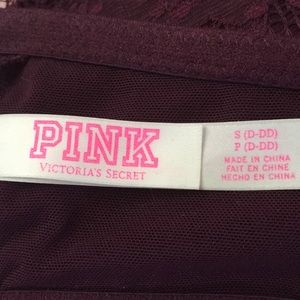 PINK
VICTORIA'S SECRET
S (D-DD)
P (D-DD)
MADE IN CHINA
FAIT EN CHINE
HECHO EN CHINA